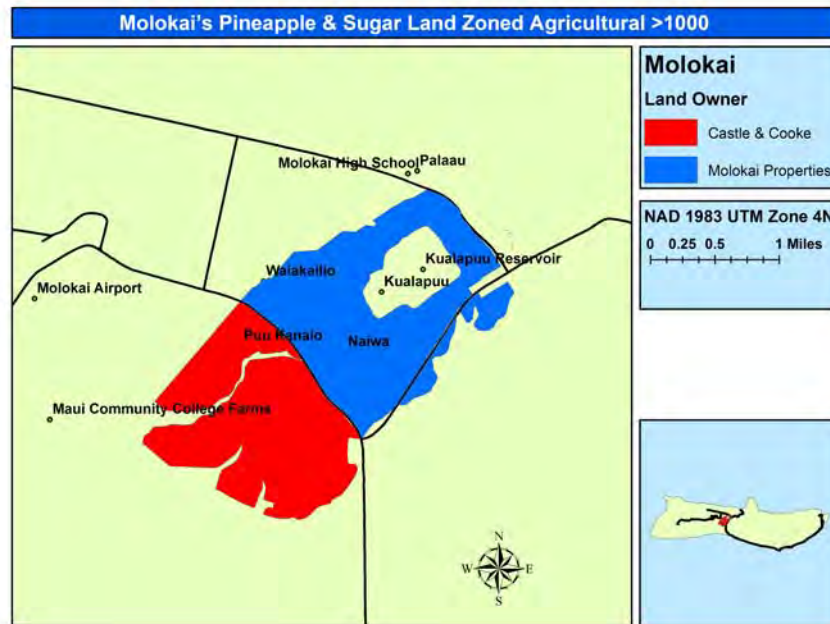 Molokai's Pineapple & Sugar Land Zoned Agricultural >1000
Molokai
Land Owner
Castle & Cooke
Molokai Properties
NAD 1983 UTM Zone 4N
0 0.25 0.5 1 Miles
Molokai High School
Palaau
Kualapuu Reservoir
Waiakailio
Kualapuu
Molokai Airport
Puu Kanaio
Naiwa
Maui Community College Farms
N
W E
S